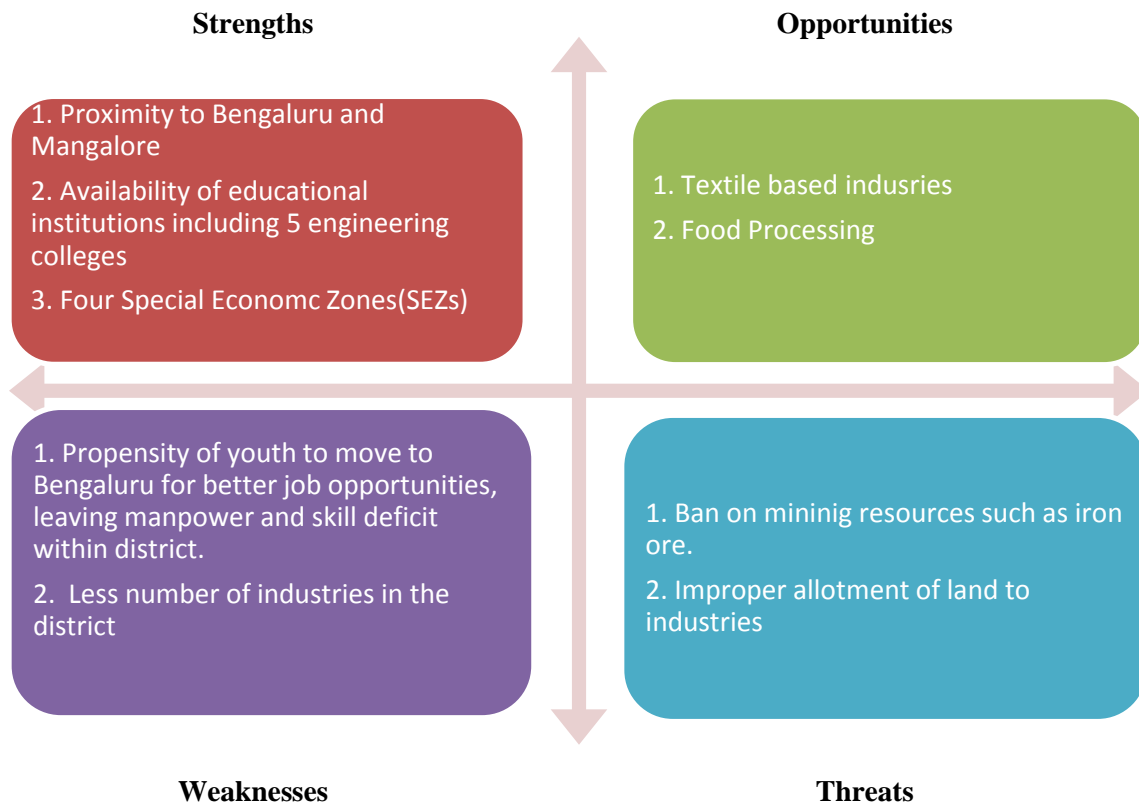 Strengths
Opportunities
1. Proximity to Bengaluru and
Mangalore
2. Availability of educational
institutions including 5 engineering
colleges
3. Four Special Economc Zones(SEZs)
1. Textile based indusries
2. Food Processing
1. Propensity of youth to move to
Bengaluru for better job opportunities,
leaving manpower and skill deficit
within district.
2.  Less number of industries in the
district
1. Ban on mininig resources such as iron
ore.
2. Improper allotment of land to
industries
Weaknesses
Threats